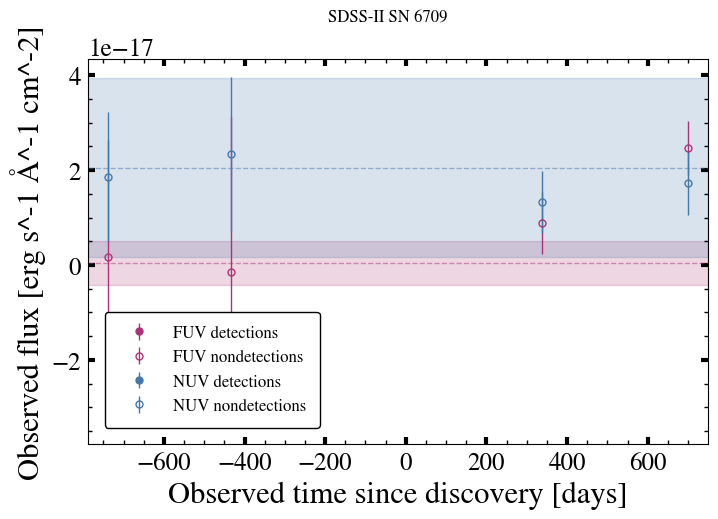 SDSS-II SN 6709
1e−17
Observed flux [erg s^-1 Å^-1 cm^-2]
4
2
0
−2
FUV detections
FUV nondetections
NUV detections
NUV nondetections
−600 −400 −200 0 200 400 600
Observed time since discovery [days]